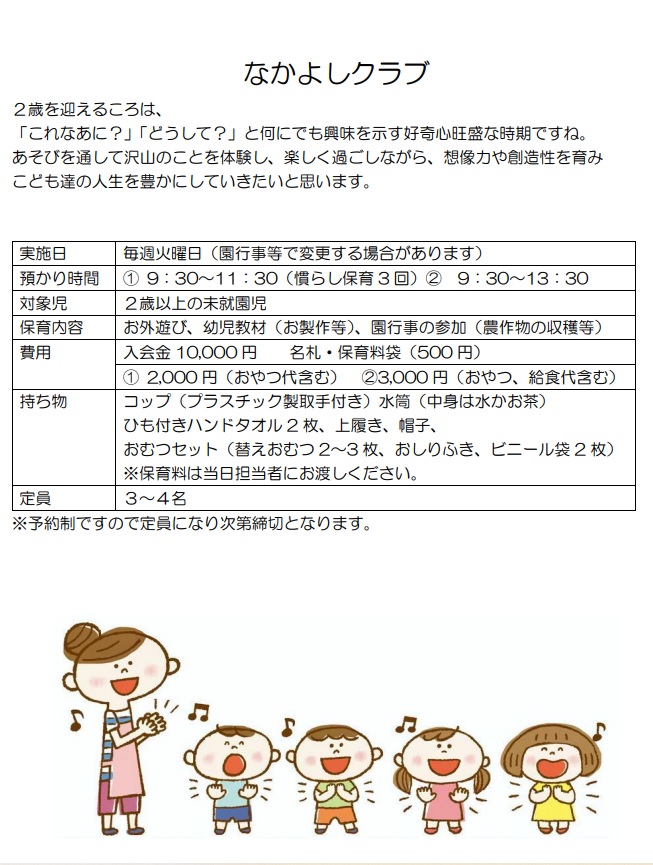 なかよしクラブ
２歳を迎えるころは、
「これなあに？」「どうして？」と何にでも興味を示す好奇心旺盛な時期ですね。
あそびを通して沢山のことを体験し、楽しく過ごしながら、想像力や創造性を育み
こども達の人生を豊かにしていきたいと思います。
実施日 毎週火曜日（園行事等で変更する場合があります）
預かり時間 ① 9：30～11：30（慣らし保育3回）② 9：30～13：30
対象児 ２歳以上の未就園児
保育内容 お外遊び、幼児教材（お製作等）、園行事の参加（農作物の収穫等）
費用 入会金10,000円 名札・保育料袋（500円）
① 2,000円（おやつ代含む） ②3,000円（おやつ、給食代含む）
持ち物 コップ（プラスチック製取手付き）水筒（中身は水かお茶）
ひも付きハンドタオル2枚、上履き、帽子、
おむつセット（替えおむつ2～3枚、おしりふき、ビニール袋2枚）
※保育料は当日担当者にお渡しください。
定員 ３～４名
※予約制ですので定員になり次第締切となります。